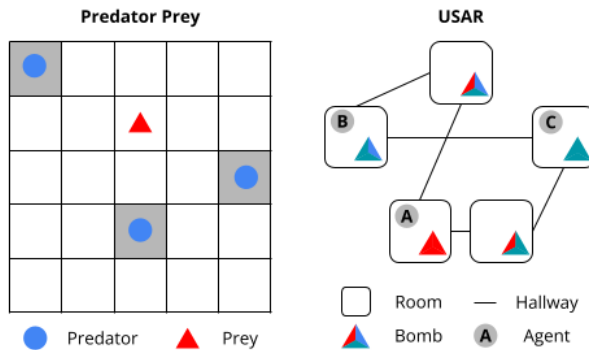 Predator Prey
USAR
B
C
A
Room
Hallway
Predator
Prey
Bomb
A
Agent